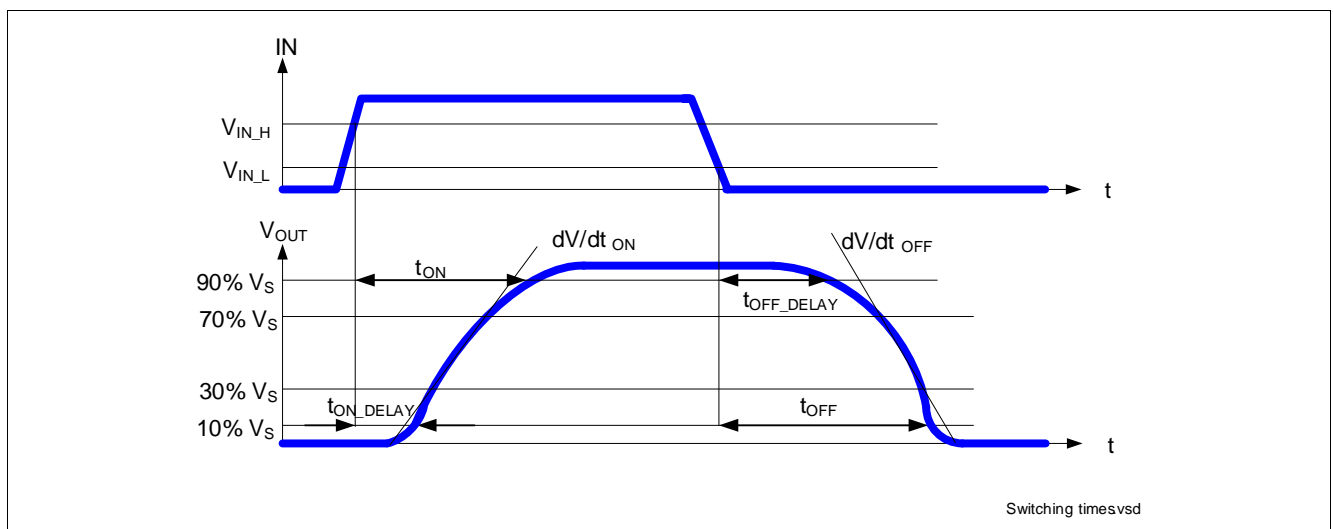 IN
V_IN_H
V_IN_L
t
V_OUT
dV/dt ON
dV/dt OFF
90% V_S
t_ON
t_OFF_DELAY
70% V_S
30% V_S
t_ON_DELAY
t_OFF
10% V_S
t
Switching times.vsd